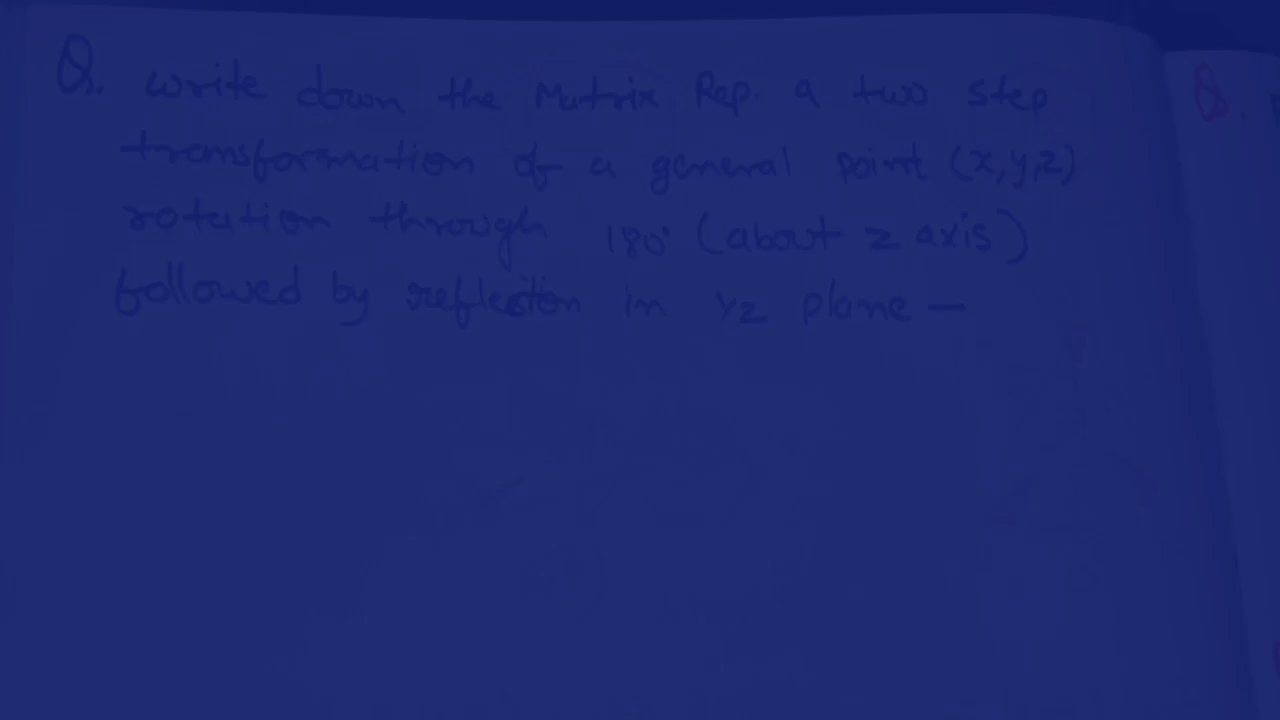 Q. write down the Matrix Rep. a two step
transformation of a general point (x,y,z)
rotation through 180° (about z axis)
followed by reflection in YZ plane —
Q.